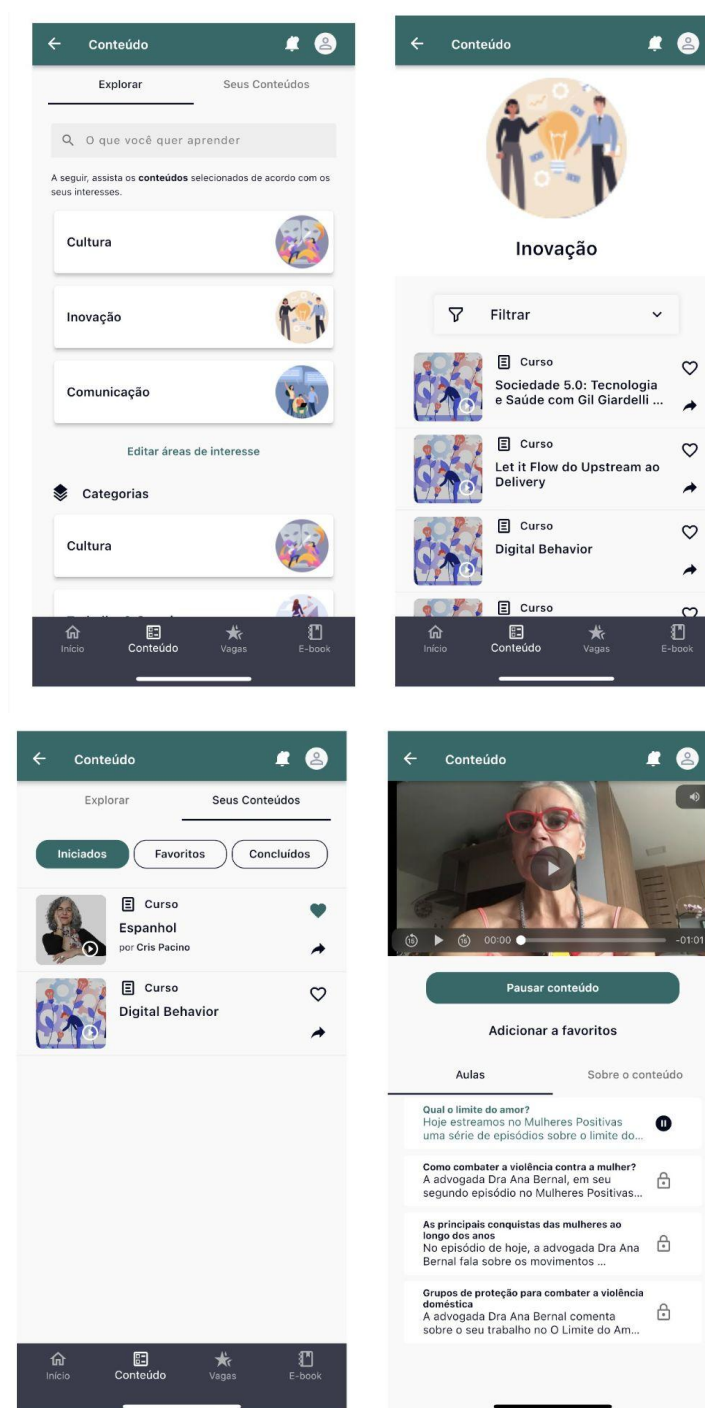 Conteúdo
Explorar
Seus Conteúdos
O que você quer aprender
A seguir, assista os conteúdos selecionados de acordo com os
seus interesses.
Cultura
Inovação
Comunicação
Editar áreas de interesse
Categorias
Cultura
Início
Conteúdo
Vagas
E-book
Conteúdo
Inovação
Filtrar
Curso
Sociedade 5.0: Tecnologia
e Saúde com Gil Giardelli ...
Curso
Let it Flow do Upstream ao
Delivery
Curso
Digital Behavior
Curso
Início
Conteúdo
Vagas
E-book
Conteúdo
Explorar
Seus Conteúdos
Iniciados
Favoritos
Concluídos
Curso
Espanhol
por Cris Pacino
Curso
Digital Behavior
Início
Conteúdo
Vagas
E-book
Conteúdo
15
15
00:00
-01:01
Pausar conteúdo
Adicionar a favoritos
Aulas
Sobre o conteúdo
Qual o limite do amor?
Hoje estreamos no Mulheres Positivas
uma série de episódios sobre o limite do...
Como combater a violência contra a mulher?
A advogada Dra Ana Bernal, em seu
segundo episódio no Mulheres Positivas...
As principais conquistas das mulheres ao
longo dos anos
No episódio de hoje, a advogada Dra Ana
Bernal fala sobre os movimentos ...
Grupos de proteção para combater a violência
doméstica
A advogada Dra Ana Bernal comenta
sobre o seu trabalho no O Limite do Am...